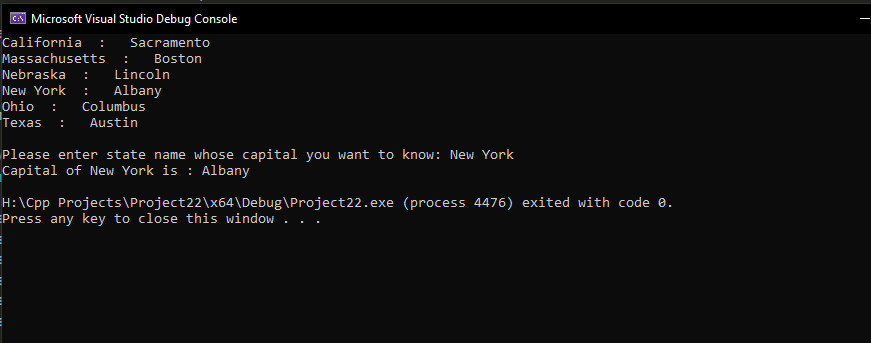 Microsoft Visual Studio Debug Console
California  :   Sacramento
Massachusetts  :   Boston
Nebraska  :   Lincoln
New York  :   Albany
Ohio  :   Columbus
Texas  :   Austin
Please enter state name whose capital you want to know: New York
Capital of New York is : Albany
H:\Cpp Projects\Project22\x64\Debug\Project22.exe (process 4476) exited with code 0.
Press any key to close this window . . .